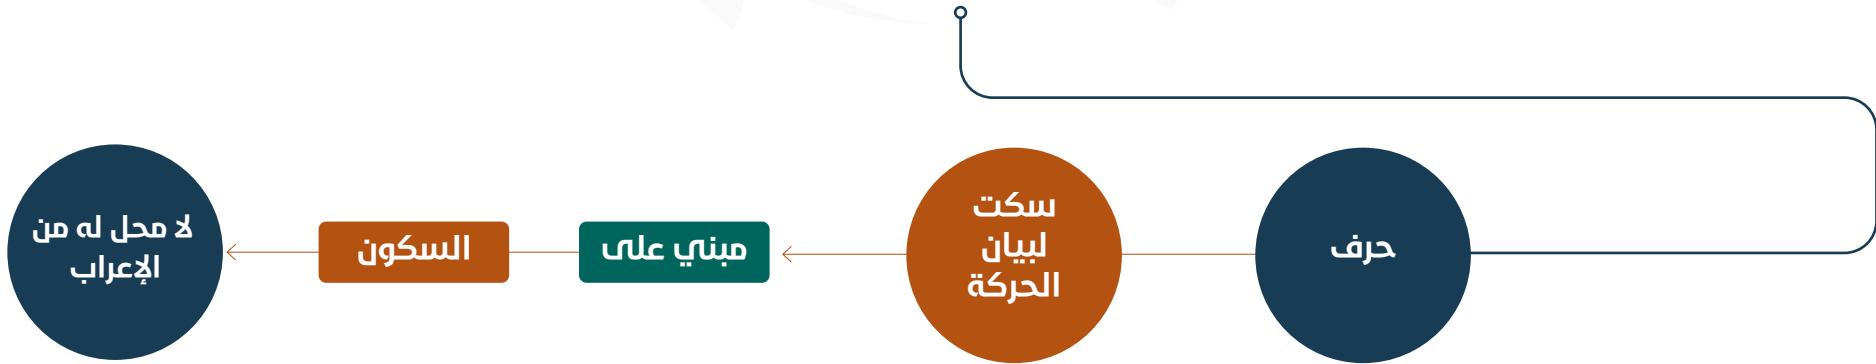 حرف
سكت
لبيان
الحركة
مبني على
السكون
لا محل له من
الإعراب